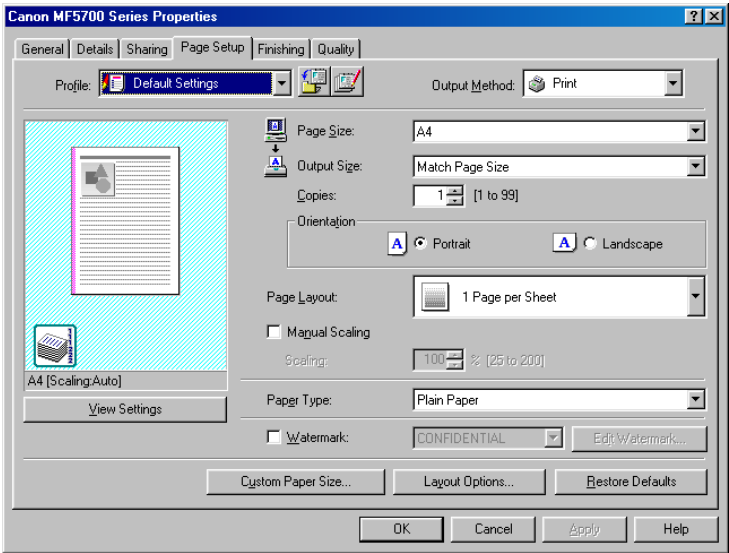 Canon MF5700 Series Properties
General Details Sharing Page Setup Finishing Quality
Profile: Default Settings Output Method: Print
Page Size: A4
Output Size: Match Page Size
Copies: 1 [1 to 99]
Orientation
A Portrait A Landscape
Page Layout: 1 Page per Sheet
Manual Scaling
Scaling: 100 % [25 to 200]
A4 [Scaling:Auto]
View Settings
Paper Type: Plain Paper
Watermark: CONFIDENTIAL Edit Watermark...
Custom Paper Size... Layout Options... Restore Defaults
OK Cancel Apply Help